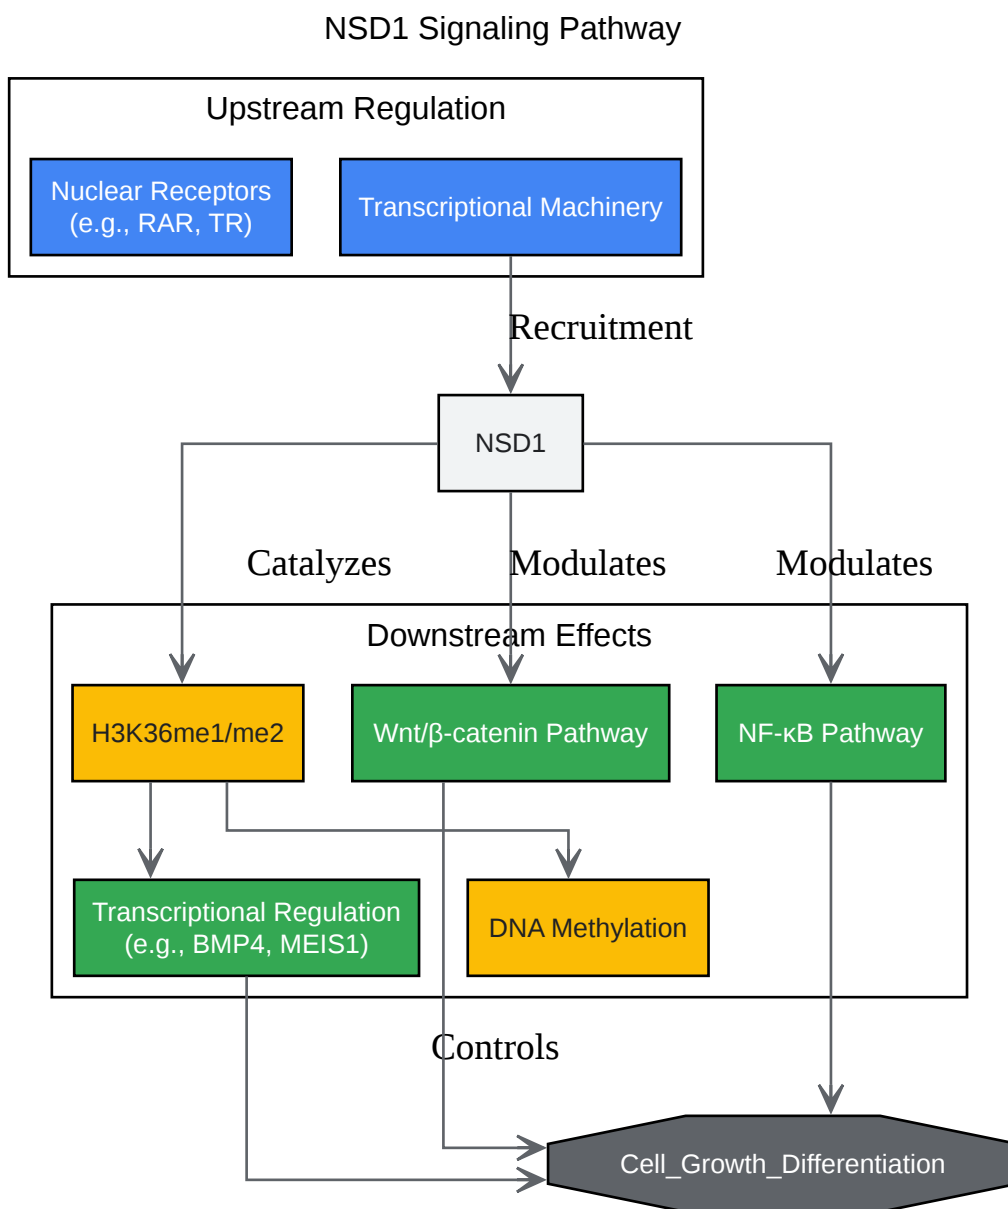 NSD1 Signaling Pathway
Upstream Regulation
Nuclear Receptors
(e.g., RAR, TR)
Transcriptional Machinery
Recruitment
NSD1
Catalyzes
Modulates
Modulates
Downstream Effects
H3K36me1/me2
Wnt/β-catenin Pathway
NF-κB Pathway
Transcriptional Regulation
(e.g., BMP4, MEIS1)
DNA Methylation
Controls
Cell_Growth_Differentiation